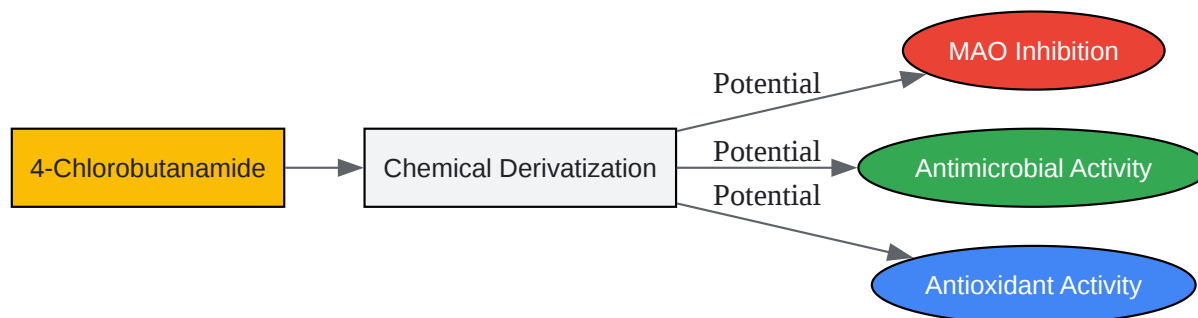 4-Chlorobutanamide
Chemical Derivatization
Potential
MAO Inhibition
Potential
Antimicrobial Activity
Potential
Antioxidant Activity